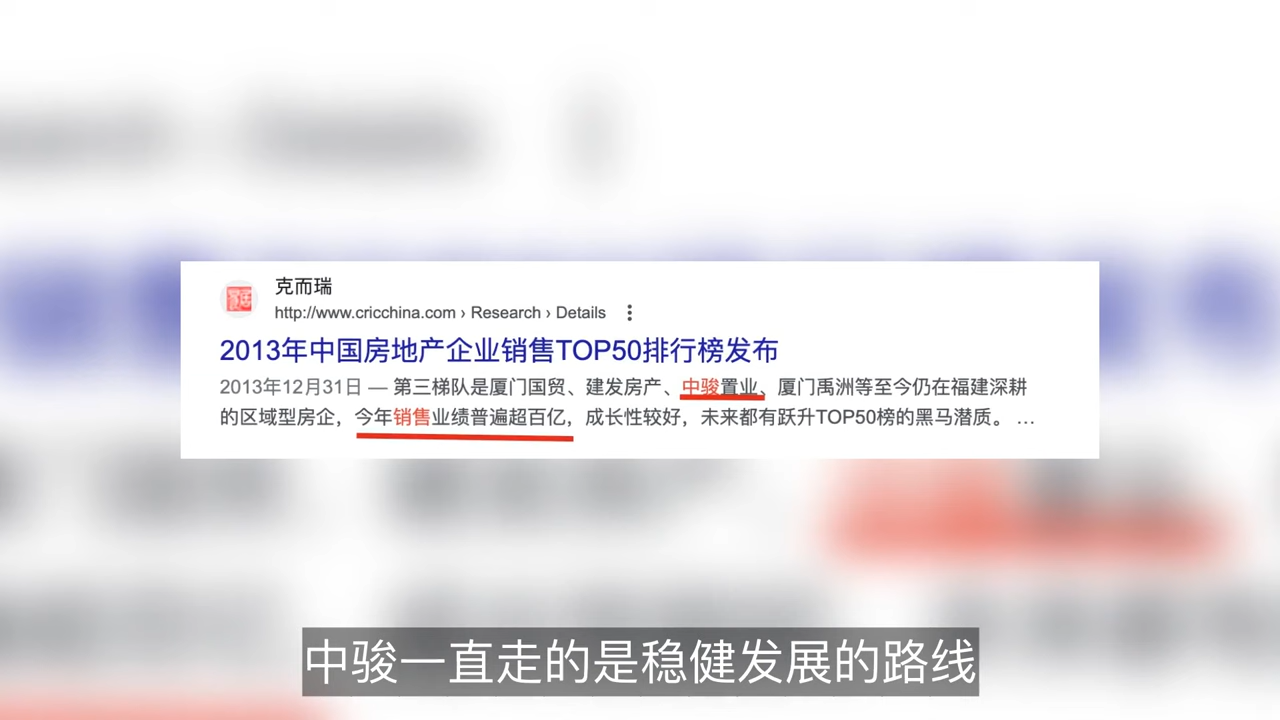 克而瑞
http://www.cricchina.com › Research › Details
2013年中国房地产企业销售TOP50排行榜发布
2013年12月31日 — 第三梯队是厦门国贸、建发房产、中骏置业、厦门禹洲等至今仍在福建深耕
的区域型房企，今年销售业绩普遍超百亿，成长性较好，未来都有跃升TOP50榜的黑马潜质。 ...
中骏一直走的是稳健发展的路线